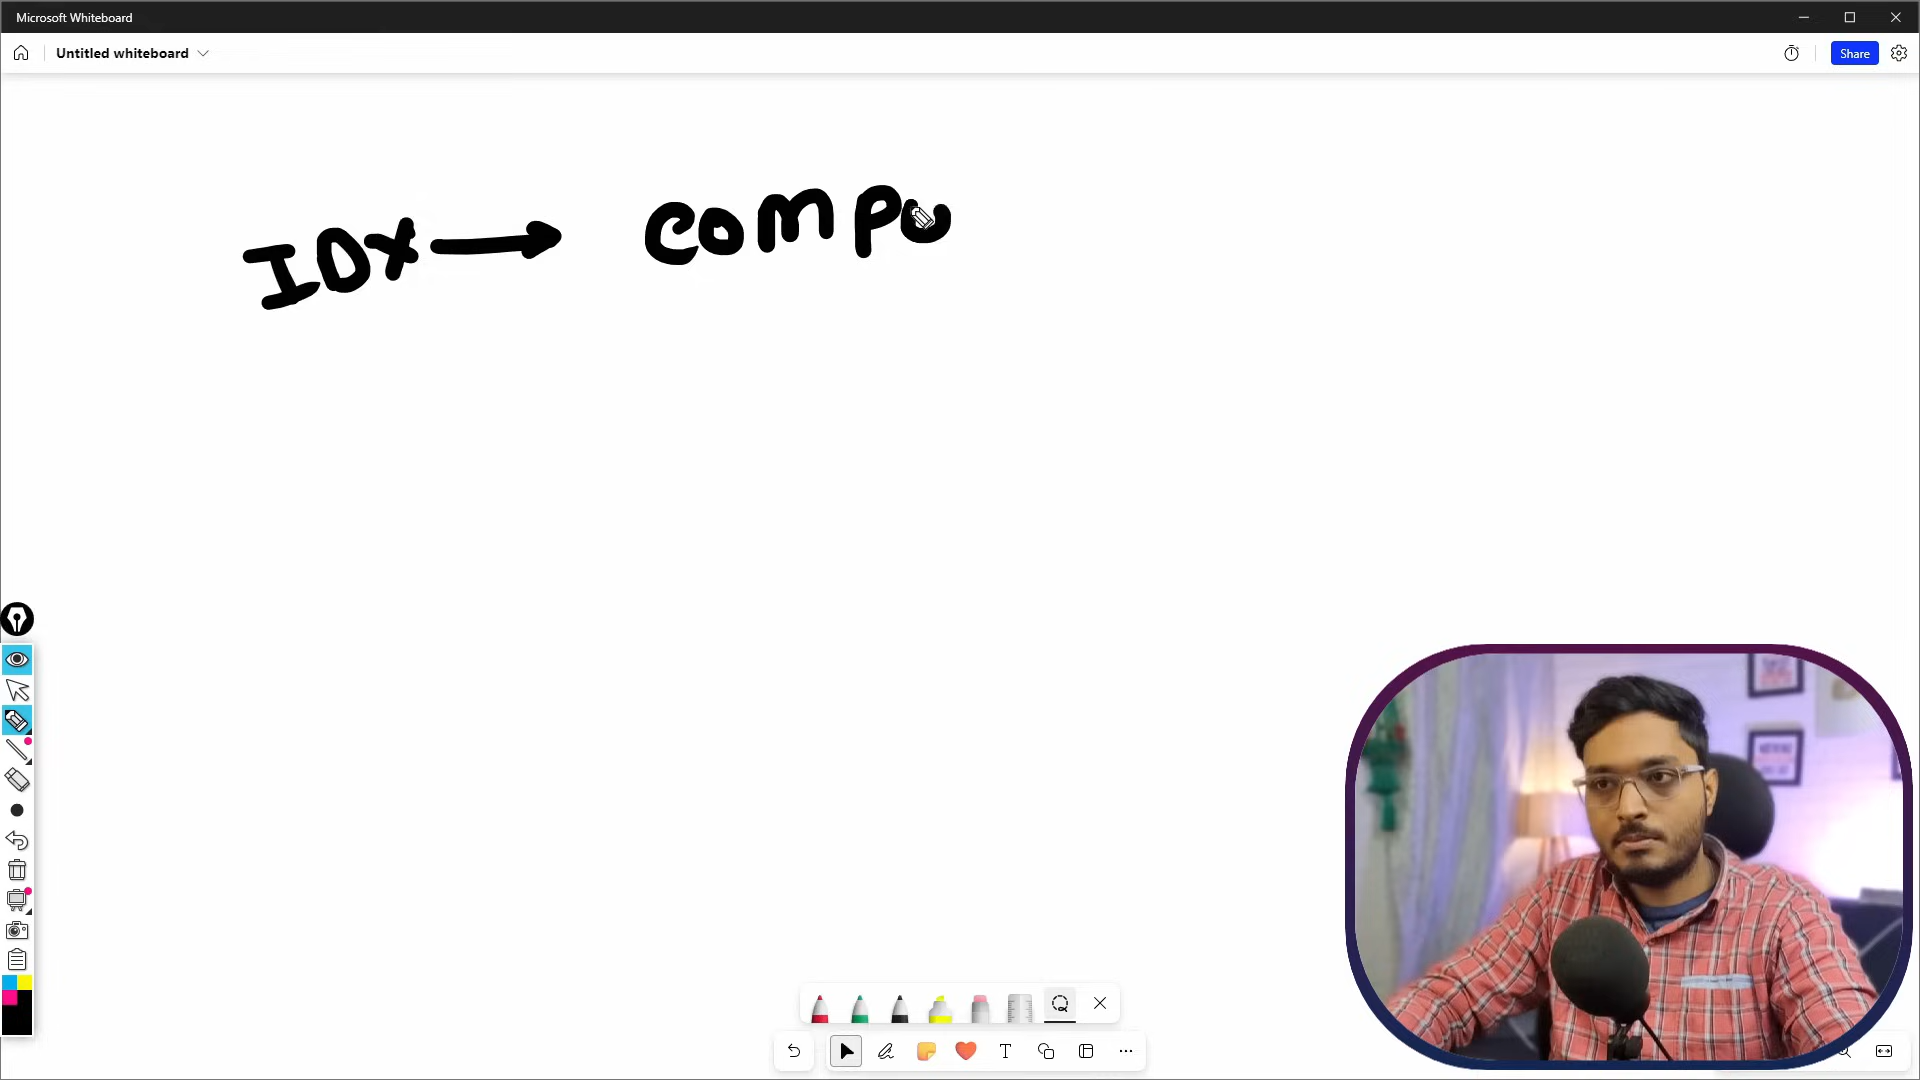 Microsoft Whiteboard
Untitled whiteboard
Share
IDX → COMPU
T